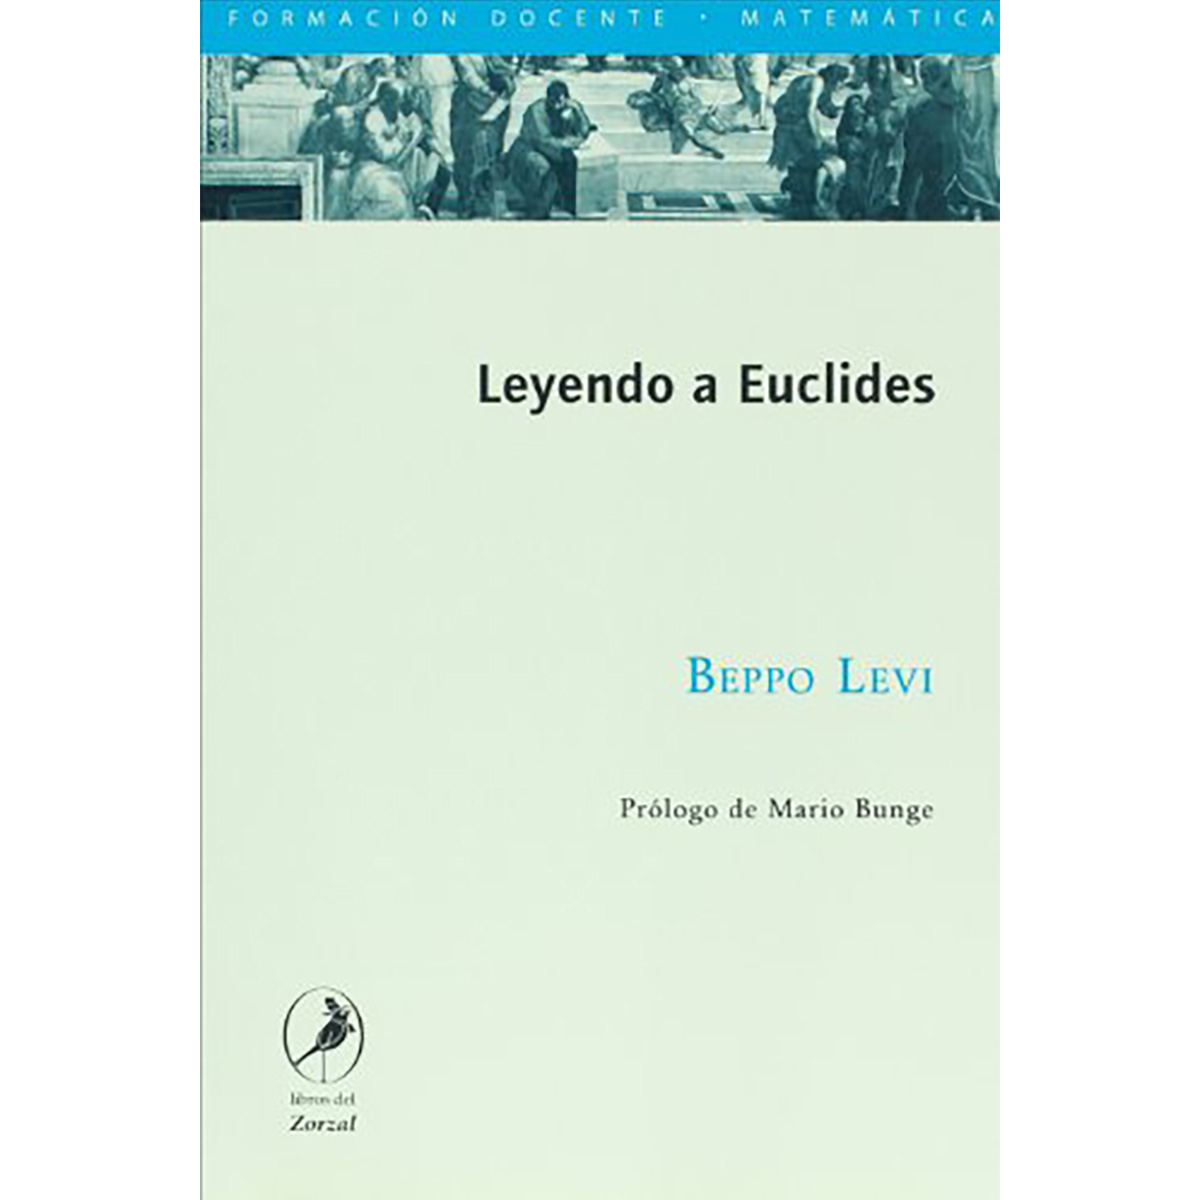 FORMACIÓN DOCENTE · MATEMÁTICA
Leyendo a Euclides
BEPPO LEVI
Prólogo de Mario Bunge
libros del
Zorzal